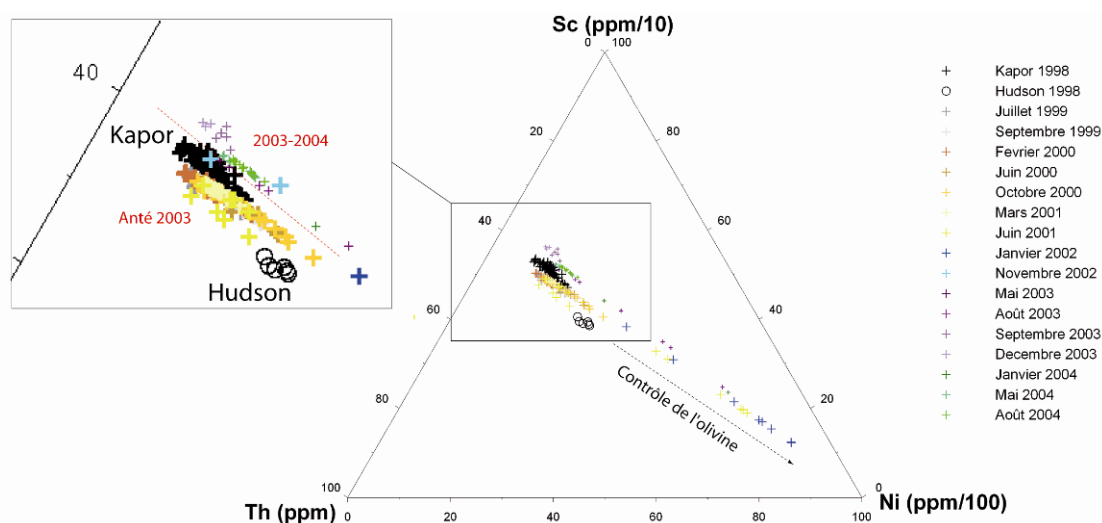 Sc (ppm/10)
0 100
20 80
40 60
60 40
80 20
100 0
Th (ppm) Ni (ppm/100)
0 20 40 60 80 100
Contrôle de l'olivine
40
Kapor
2003-2004
Anté 2003
Hudson
Kapor 1998
Hudson 1998
Juillet 1999
Septembre 1999
Fevrier 2000
Juin 2000
Octobre 2000
Mars 2001
Juin 2001
Janvier 2002
Novembre 2002
Mai 2003
Août 2003
Septembre 2003
Decembre 2003
Janvier 2004
Mai 2004
Août 2004